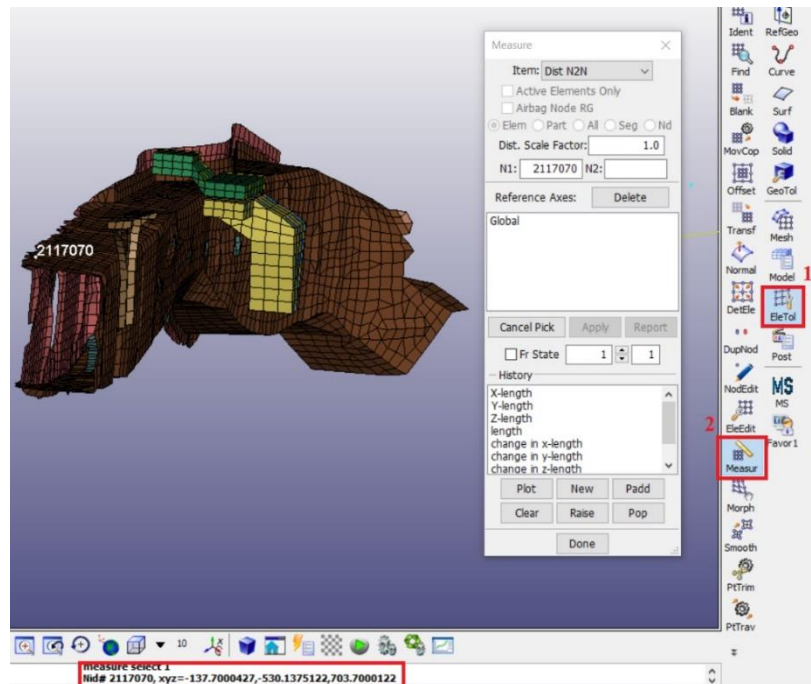 Measure
Item: Dist N2N
Active Elements Only
Airbag Node RG
Elem Part All Seg Nd
Dist. Scale Factor: 1.0
N1: 2117070 N2:
Reference Axes: Delete
Global
Cancel Pick Apply Report
Fr State 1 1
History
X-length
Y-length
Z-length
length
change in x-length
change in y-length
change in z-length
Plot New Padd
Clear Raise Pop
Done
2117070
Ident RefGeo
Find Curve
Blank Surf
MovCop Solid
Offset GeoTol
Transf Mesh
Normal Model 1
DetEle EleTol
DupNod Post
NodEdit MS
MS
EleEdit Favor1
2
Measur
Morph
Smooth
PtTrim
PtTrav
10
measure select 1
Nid# 2117070, xyz=-137.7000427,-530.1375122,703.7000122